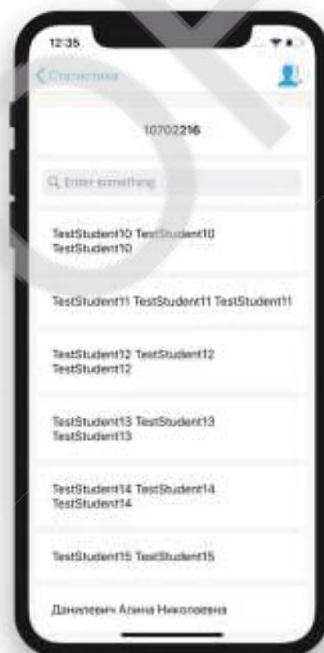 12:35
Статистика
10702216
Enter something
TestStudent10 TestStudent10
TestStudent10
TestStudent11 TestStudent11 TestStudent11
TestStudent12 TestStudent12
TestStudent12
TestStudent13 TestStudent13
TestStudent13
TestStudent14 TestStudent14
TestStudent14
TestStudent15 TestStudent15
Данилевич Алина Николаевна